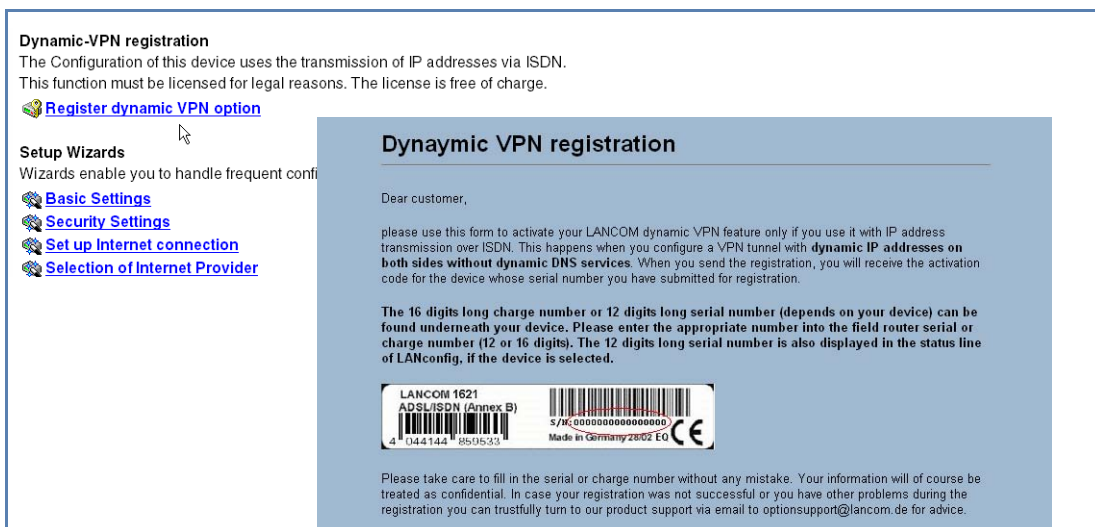 Dynamic-VPN registration
The Configuration of this device uses the transmission of IP addresses via ISDN.
This function must be licensed for legal reasons. The license is free of charge.
Register dynamic VPN option
Setup Wizards
Wizards enable you to handle frequent confi
Basic Settings
Security Settings
Set up Internet connection
Selection of Internet Provider
Dynaymic VPN registration
Dear customer,
please use this form to activate your LANCOM dynamic VPN feature only if you use it with IP address
transmission over ISDN. This happens when you configure a VPN tunnel with dynamic IP addresses on
both sides without dynamic DNS services. When you send the registration, you will receive the activation
code for the device whose serial number you have submitted for registration.
The 16 digits long charge number or 12 digits long serial number (depends on your device) can be
found underneath your device. Please enter the appropriate number into the field router serial or
charge number (12 or 16 digits). The 12 digits long serial number is also displayed in the status line
of LANconfig, if the device is selected.
LANCOM 1621
ADSL/ISDN (Annex B)
4 044144 859533
S/N:0000000000000000
Made in Germany 28/02 EQ CE
Please take care to fill in the serial or charge number without any mistake. Your information will of course be
treated as confidential. In case your registration was not successful or you have other problems during the
registration you can trustfully turn to our product support via email to optionsupport@lancom.de for advice.